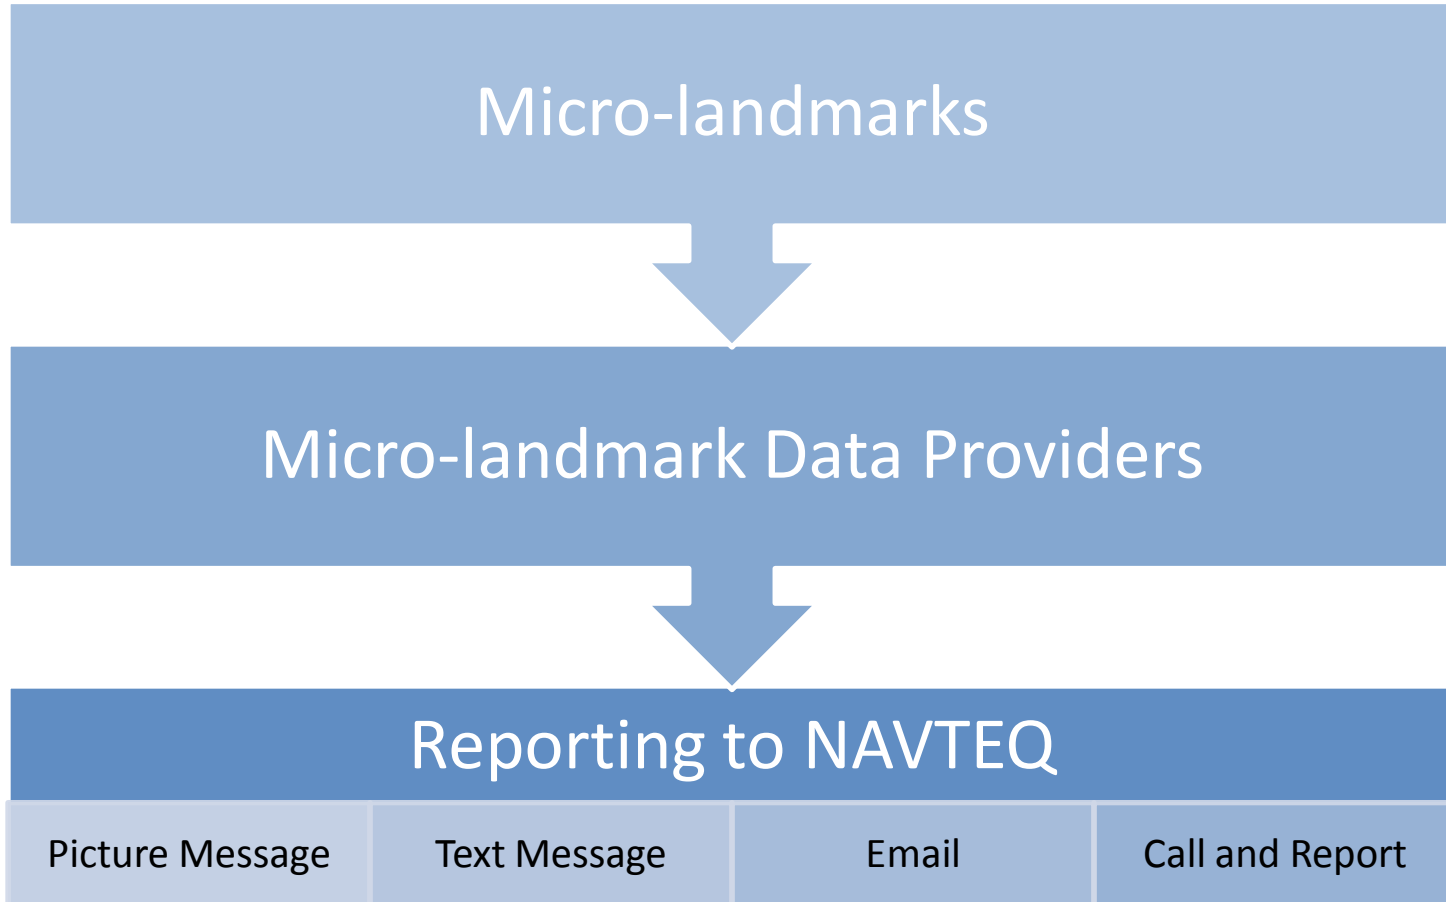 Micro-landmarks
Micro-landmark Data Providers
Reporting to NAVTEQ
Picture Message
Text Message
Email
Call and Report